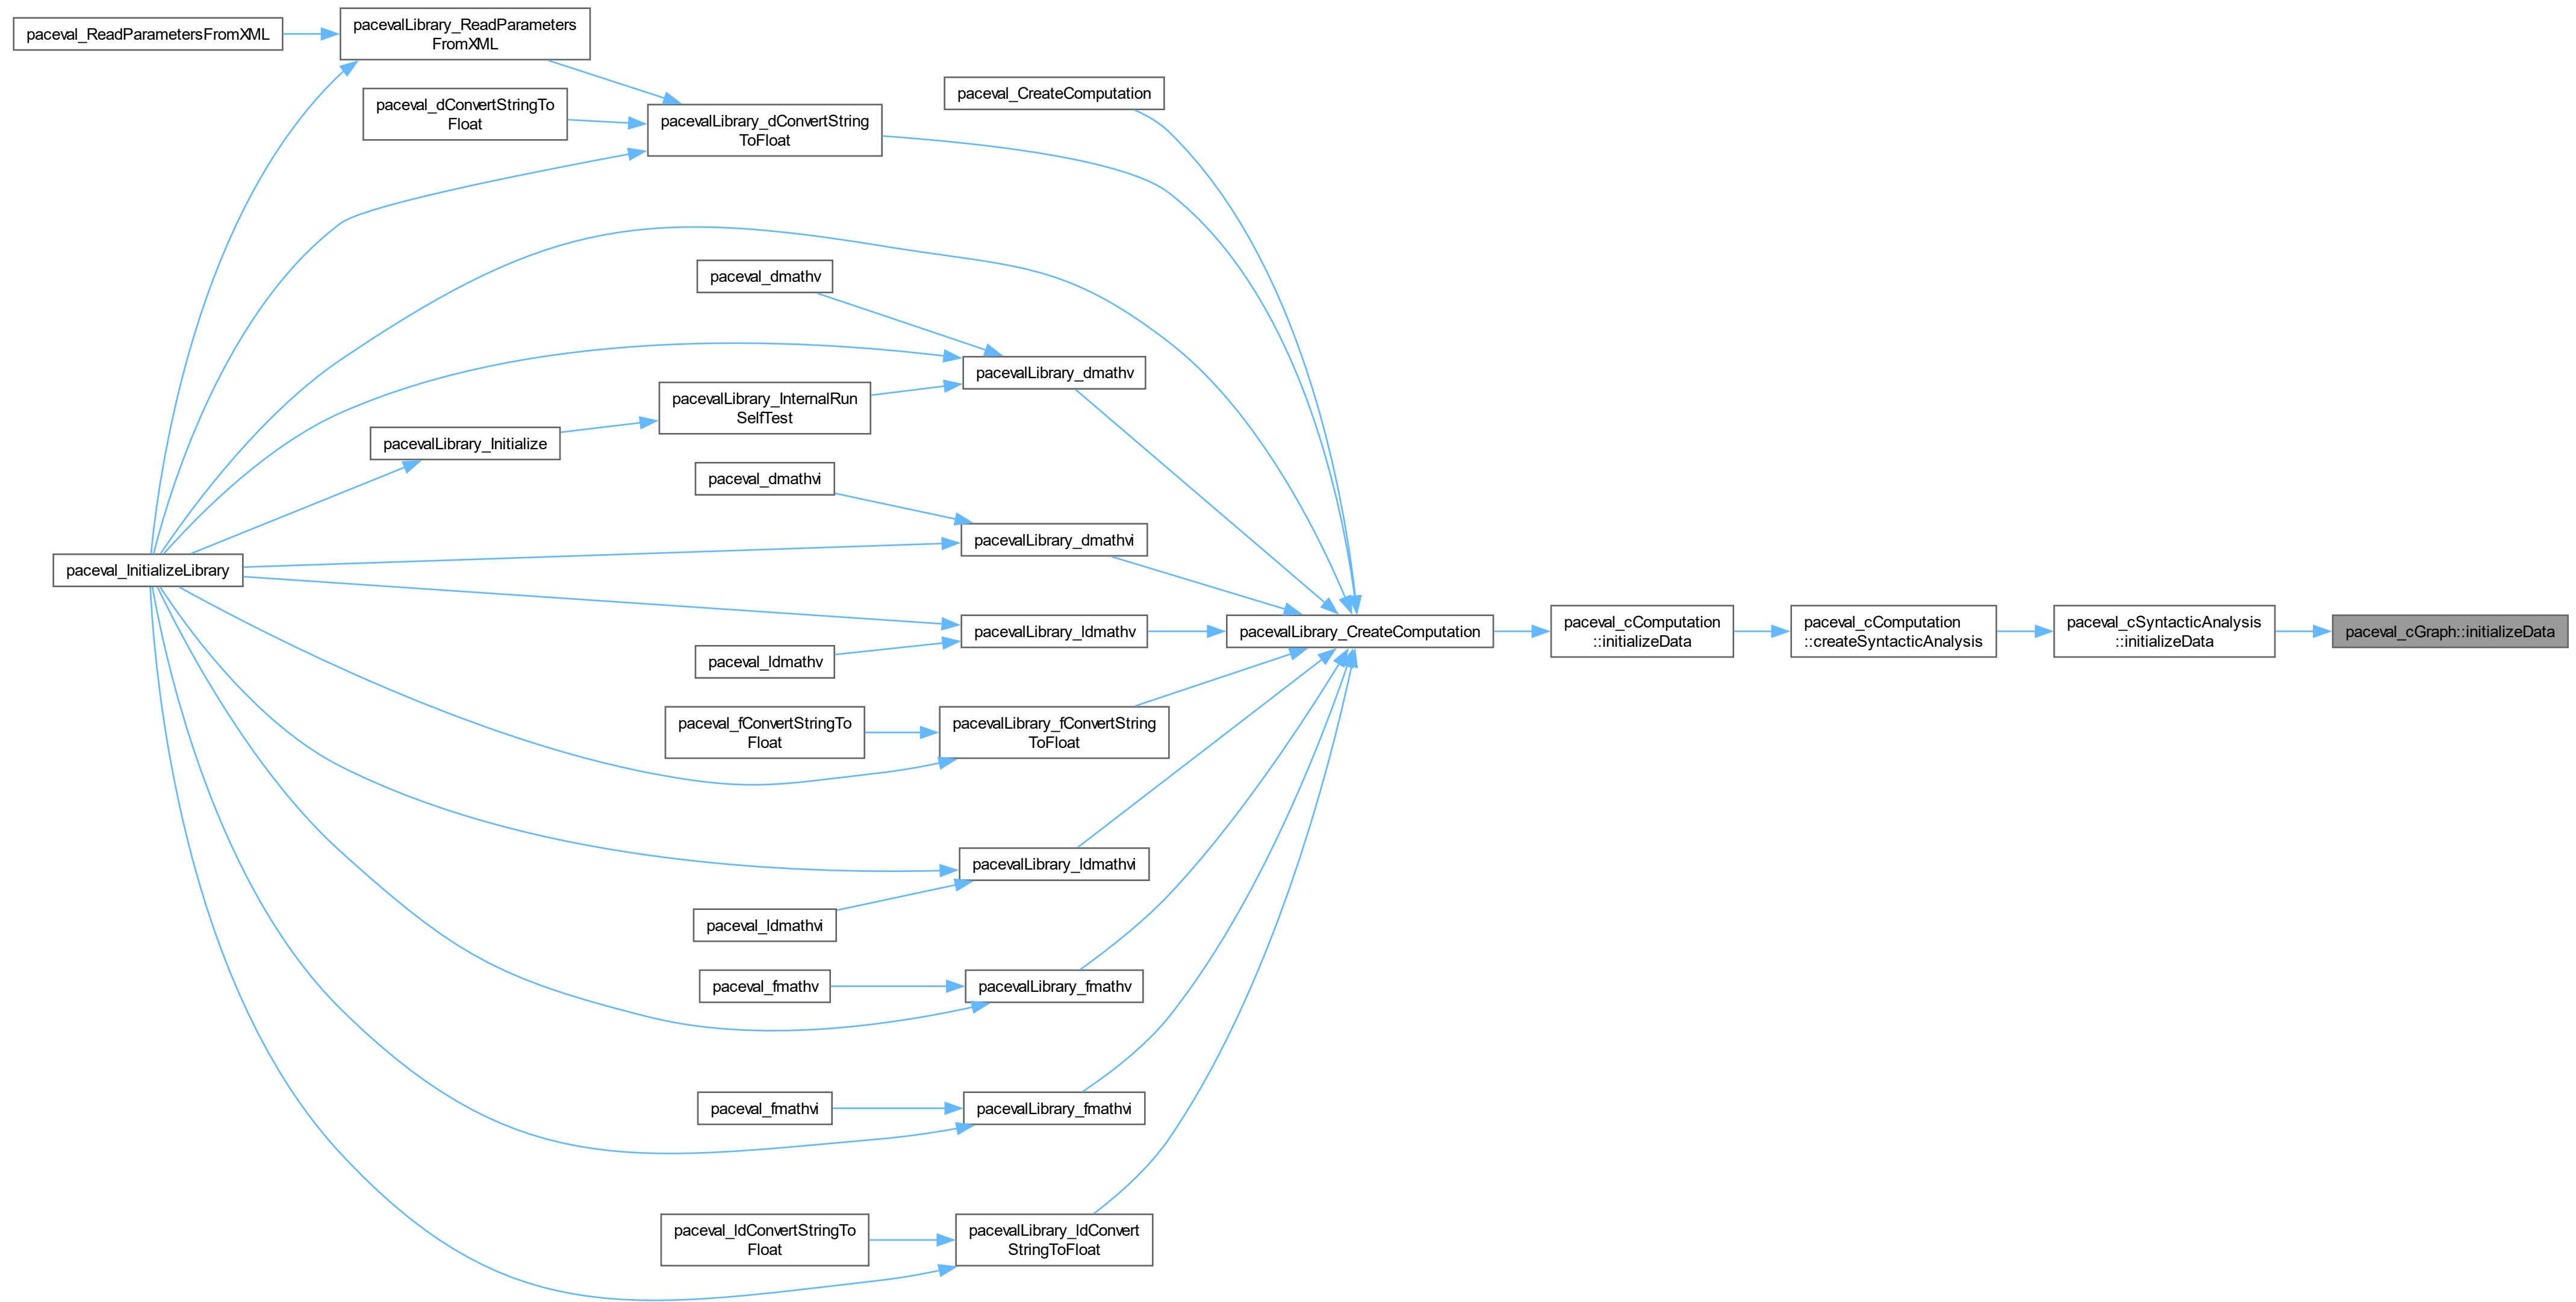 paceval_ReadParametersFromXML
pacevalLibrary_ReadParameters
FromXML
paceval_dConvertStringTo
Float
pacevalLibrary_dConvertString
ToFloat
paceval_CreateComputation
paceval_dmathv
pacevalLibrary_dmathv
pacevalLibrary_InternalRun
SelfTest
pacevalLibrary_Initialize
paceval_dmathvi
pacevalLibrary_dmathvi
paceval_InitializeLibrary
pacevalLibrary_ldmathv
paceval_ldmathv
pacevalLibrary_CreateComputation
paceval_cComputation
::initializeData
paceval_cComputation
::createSyntacticAnalysis
paceval_cSyntacticAnalysis
::initializeData
paceval_cGraph::initializeData
paceval_fConvertStringTo
Float
pacevalLibrary_fConvertString
ToFloat
pacevalLibrary_ldmathvi
paceval_ldmathvi
paceval_fmathv
pacevalLibrary_fmathv
paceval_fmathvi
pacevalLibrary_fmathvi
paceval_ldConvertStringTo
Float
pacevalLibrary_ldConvert
StringToFloat